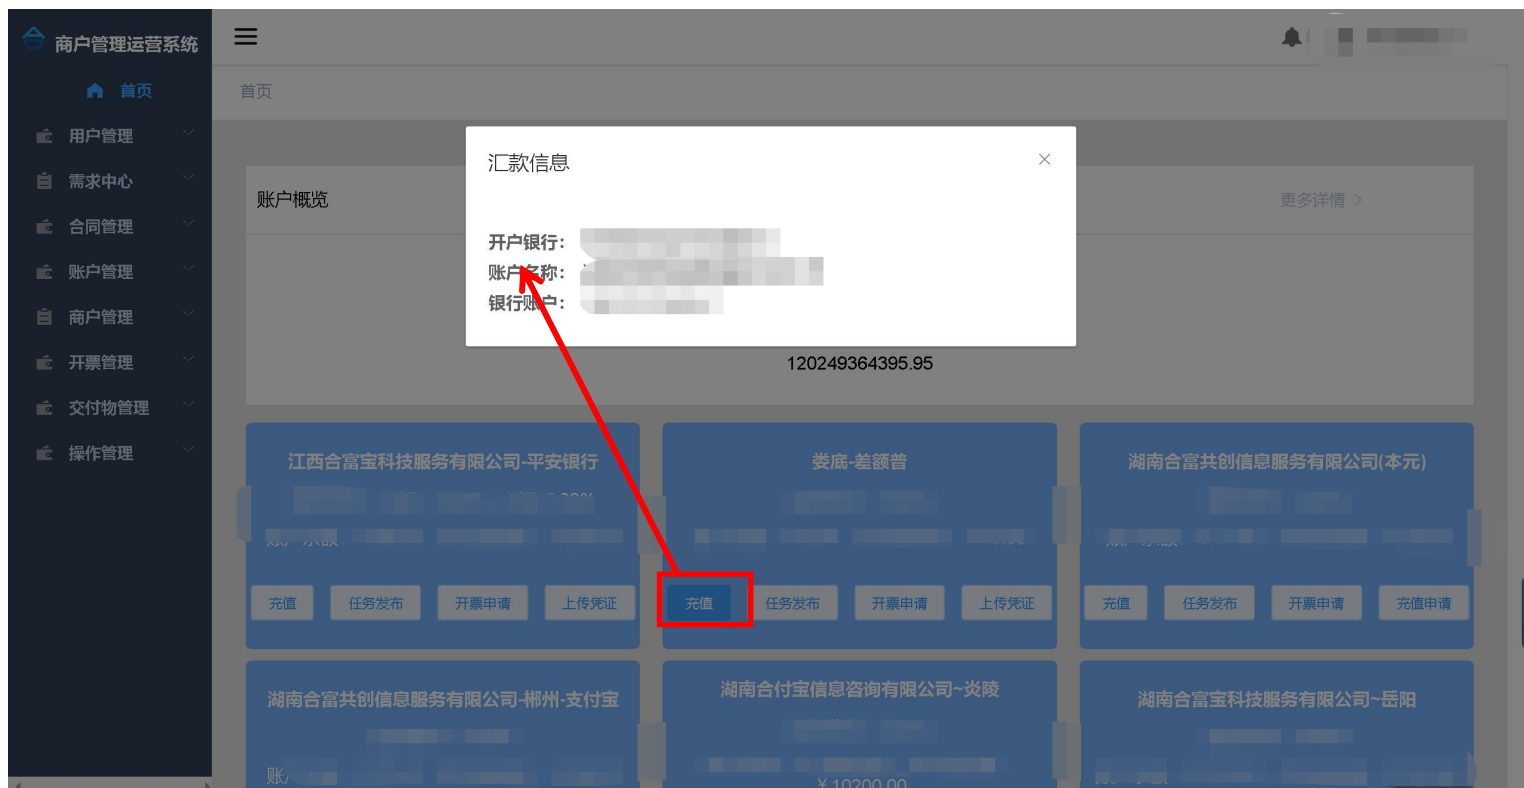 商户管理运营系统
首页
首页
用户管理
需求中心
合同管理
账户管理
商户管理
开票管理
交付物管理
操作管理
汇款信息
账户概览
更多详情
开户银行：
账户名称：
银行账户：
120249364395.95
江西合富宝科技服务有限公司-平安银行
娄底-差额普
湖南合富共创信息服务有限公司(本元)
充值 任务发布 开票申请 上传凭证
充值 任务发布 开票申请 上传凭证
充值 任务发布 开票申请 充值申请
湖南合富共创信息服务有限公司-郴州-支付宝
湖南合付宝信息咨询有限公司~炎陵
湖南合富宝科技服务有限公司~岳阳
¥ 10200.00